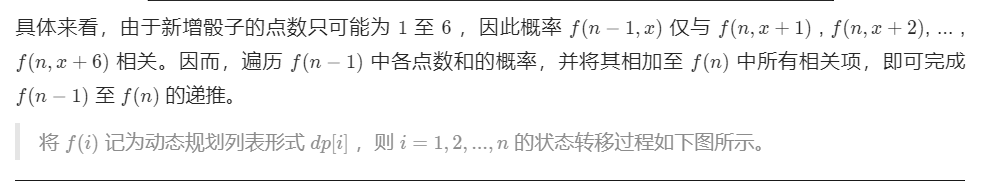 具体来看，由于新增骰子的点数只可能为 1 至 6 ，因此概率 f(n − 1, x) 仅与 f(n, x + 1) , f(n, x + 2), ... ,
f(n, x + 6) 相关。因而，遍历 f(n − 1) 中各点数和的概率，并将其相加至 f(n) 中所有相关项，即可完成
f(n − 1) 至 f(n) 的递推。
将 f(i) 记为动态规划列表形式 dp[i] ，则 i = 1, 2, ..., n 的状态转移过程如下图所示。